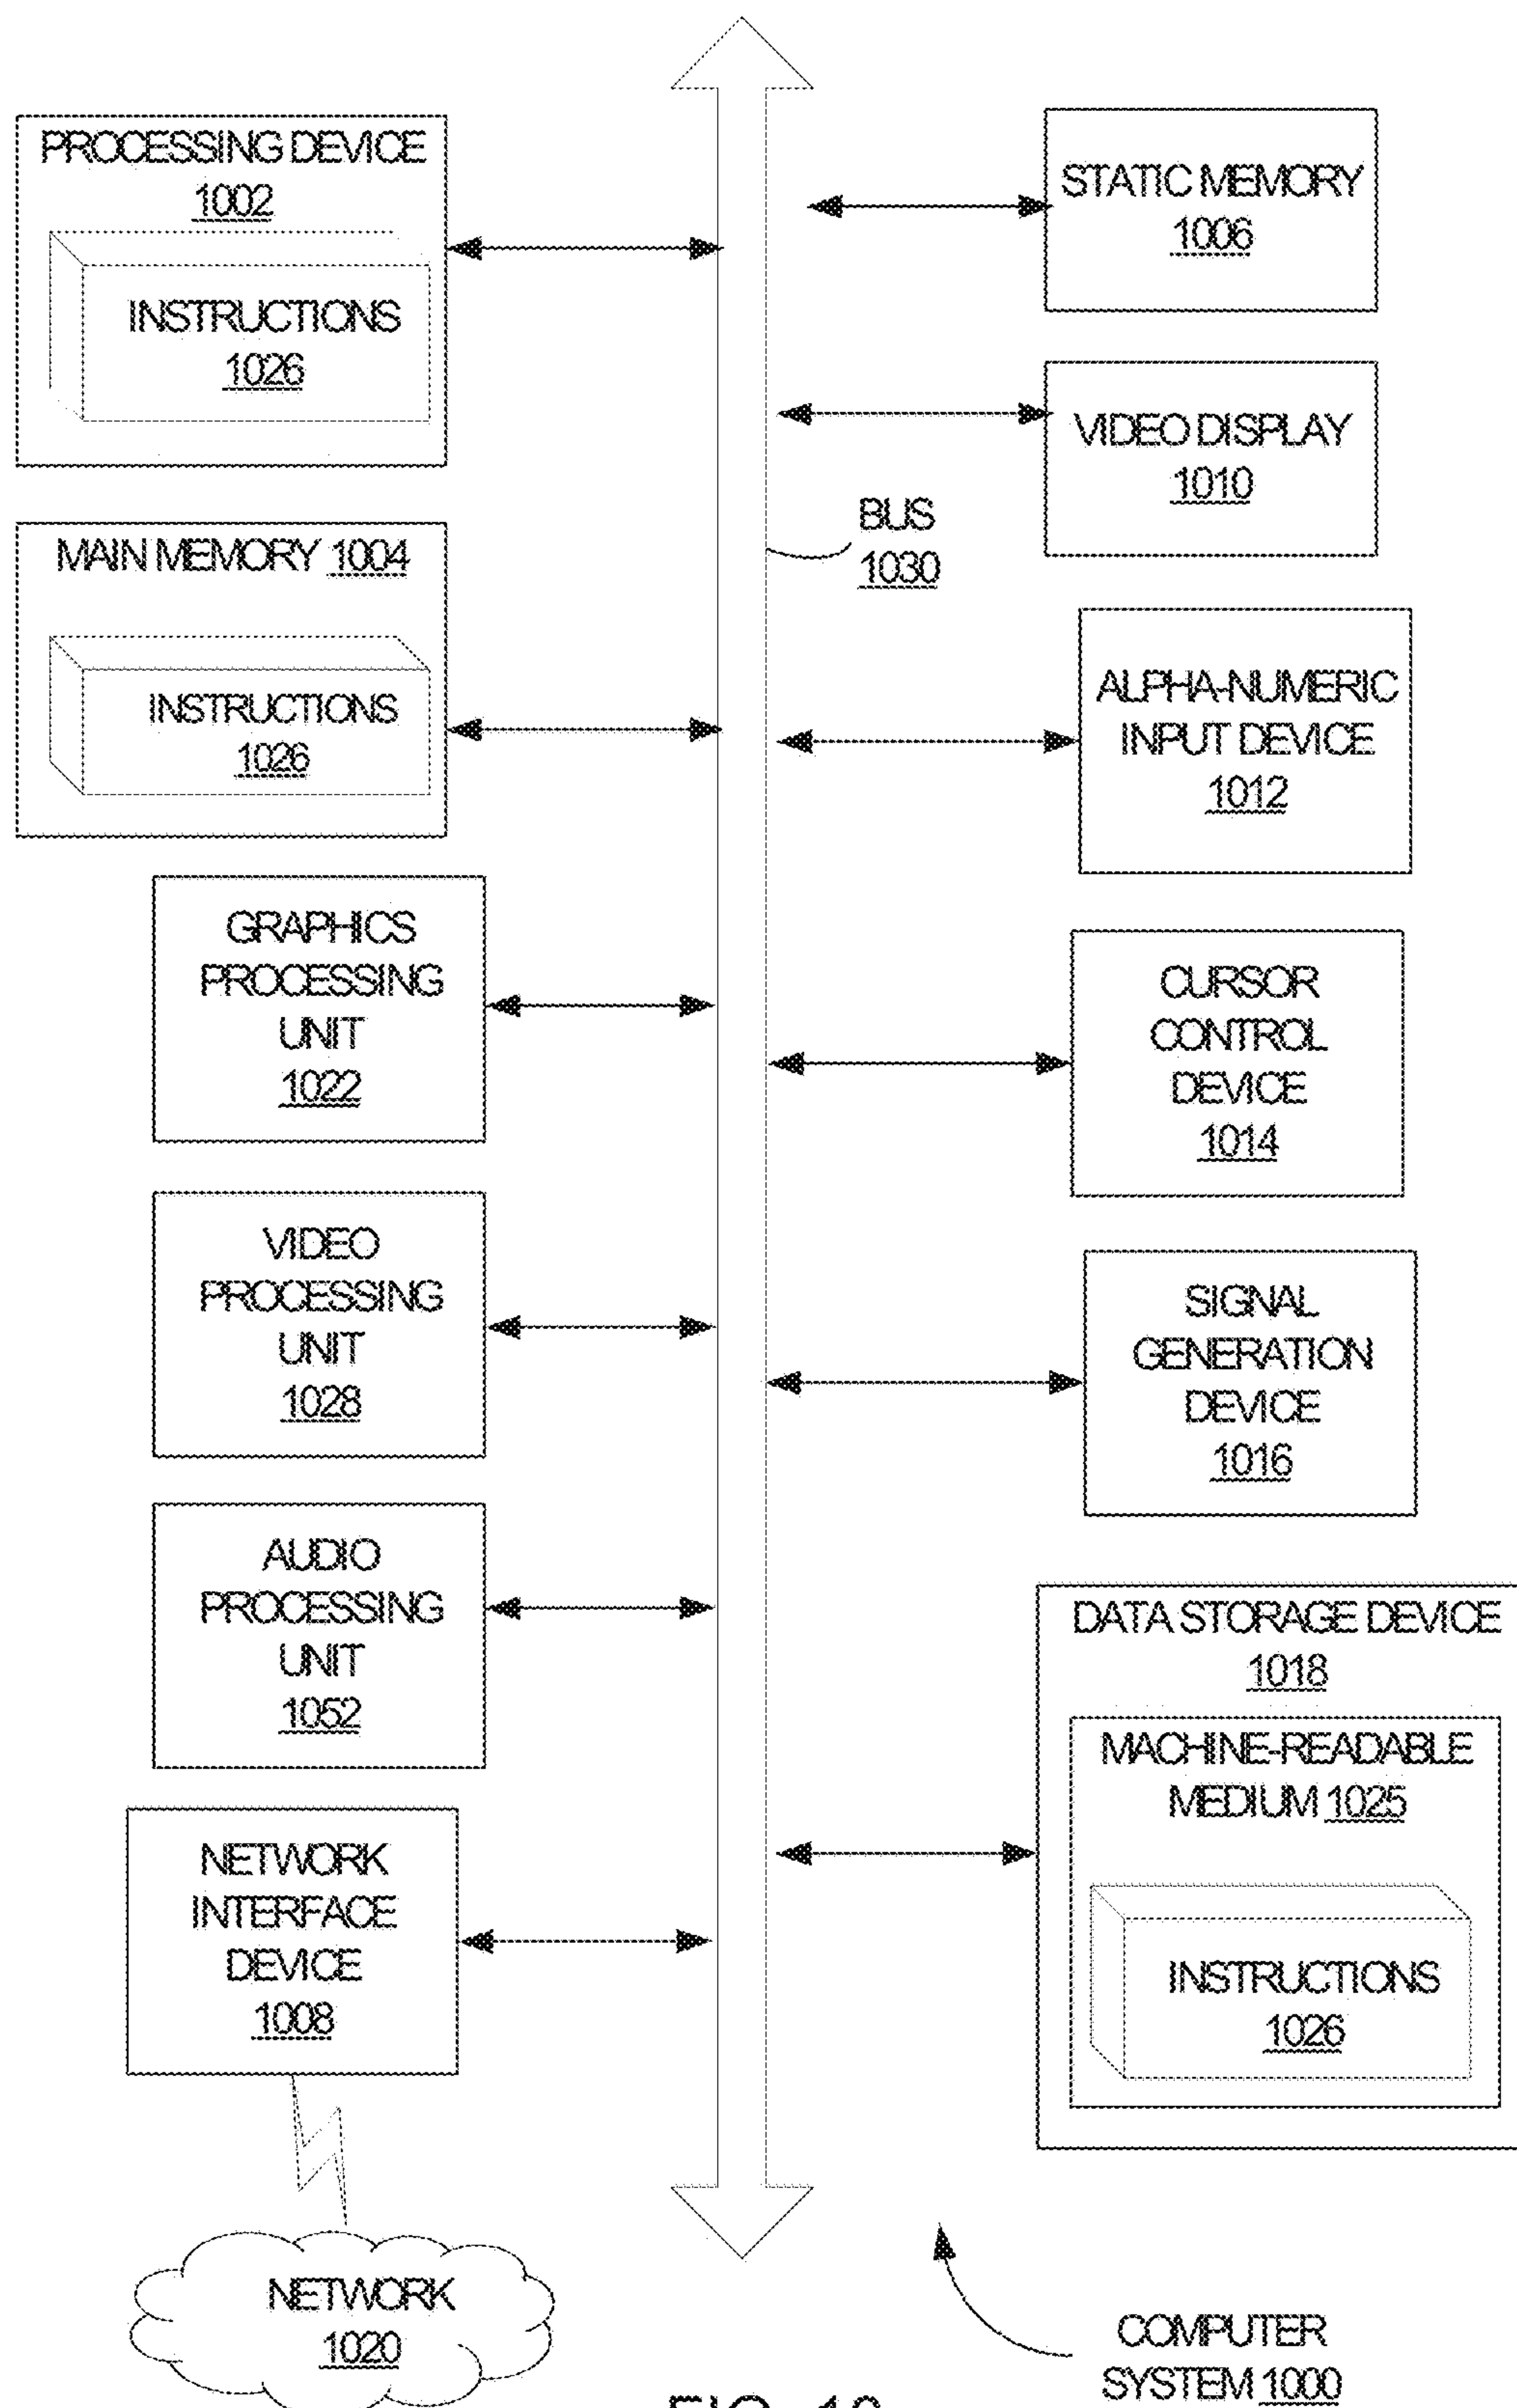 PROCESSING DEVICE
1002
INSTRUCTIONS
1026
MAIN MEMORY 1004
INSTRUCTIONS
1026
GRAPHICS
PROCESSING
UNIT
1022
VIDEO
PROCESSING
UNIT
1028
AUDIO
PROCESSING
UNIT
1052
NETWORK
INTERFACE
DEVICE
1008
NETWORK
1020
BUS
1030
STATIC MEMORY
1006
VIDEO DISPLAY
1010
ALPHA-NUMERIC
INPUT DEVICE
1012
CURSOR
CONTROL
DEVICE
1014
SIGNAL
GENERATION
DEVICE
1016
DATA STORAGE DEVICE
1018
MACHINE-READABLE
MEDIUM 1025
INSTRUCTIONS
1026
COMPUTER
SYSTEM 1000